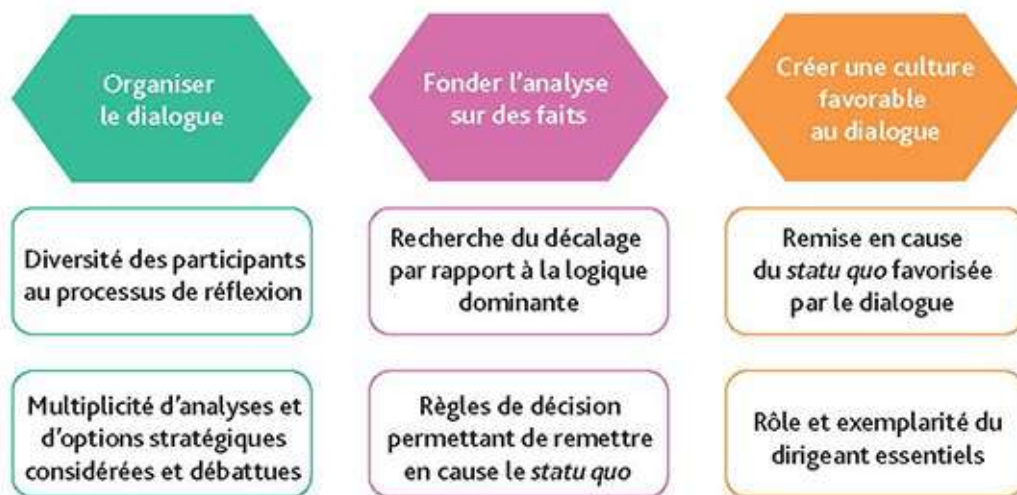 Organiser
le dialogue
Fonder l'analyse
sur des faits
Créer une culture
favorable
au dialogue
Diversité des participants
au processus de réflexion
Recherche du décalage
par rapport à la logique
dominante
Remise en cause
du statu quo favorisée
par le dialogue
Multiplicité d'analyses et
d'options stratégiques
considérées et débattues
Règles de décision
permettant de remettre
en cause le statu quo
Rôle et exemplarité du
dirigeant essentiels